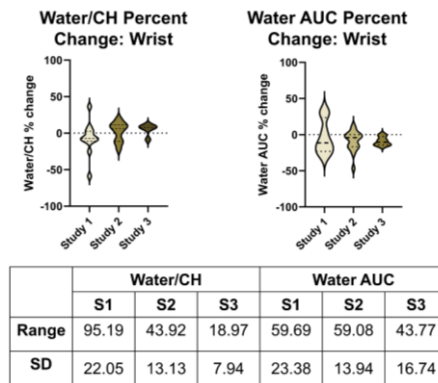 Water/CH Percent
Change: Wrist
Water/CH % change
100
50
0
-50
-100
Study 1
Study 2
Study 3
Water AUC Percent
Change: Wrist
Water AUC % change
100
50
0
-50
-100
Study 1
Study 2
Study 3
Water/CH Water AUC
S1 S2 S3 S1 S2 S3
Range 95.19 43.92 18.97 59.69 59.08 43.77
SD 22.05 13.13 7.94 23.38 13.94 16.74